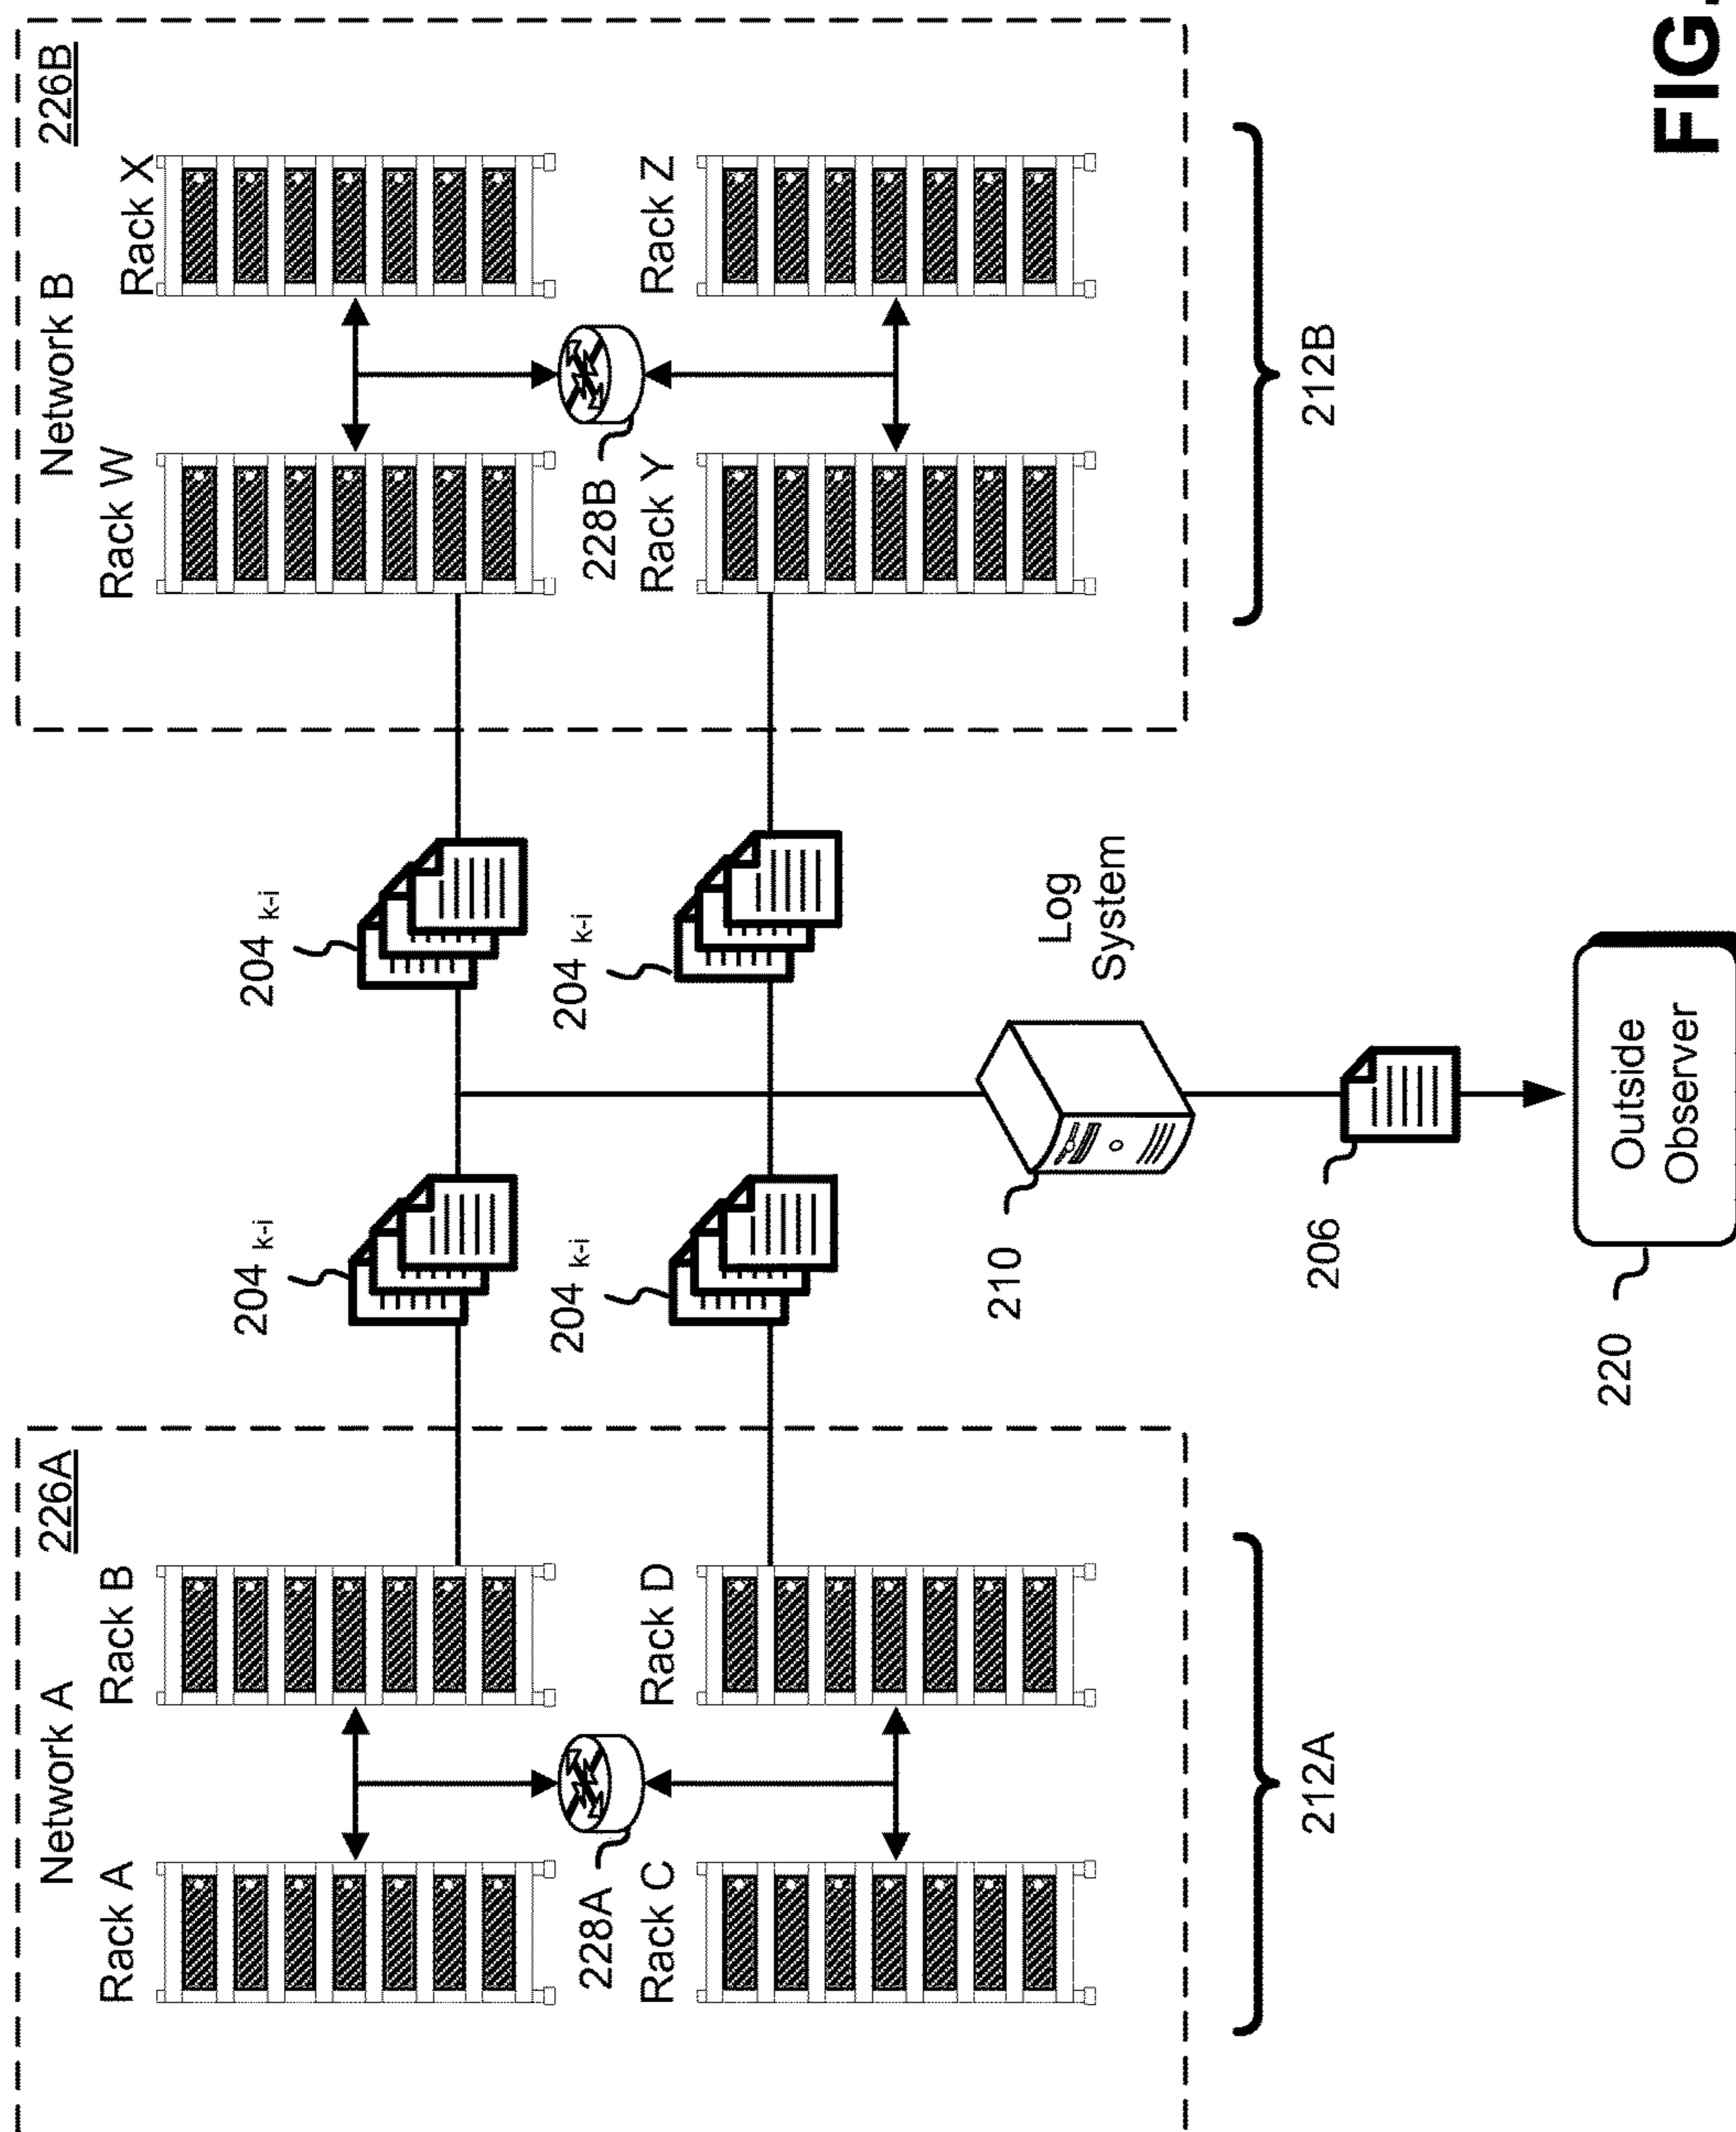 Network A
226A
Network B
226B
Rack A
Rack B
Rack W
Rack X
204 k-i
204 k-i
204 k-i
204 k-i
228A
228B
Rack C
Rack D
Rack Y
Rack Z
210
Log
System
212A
206
212B
220
Outside
Observer
FIG.